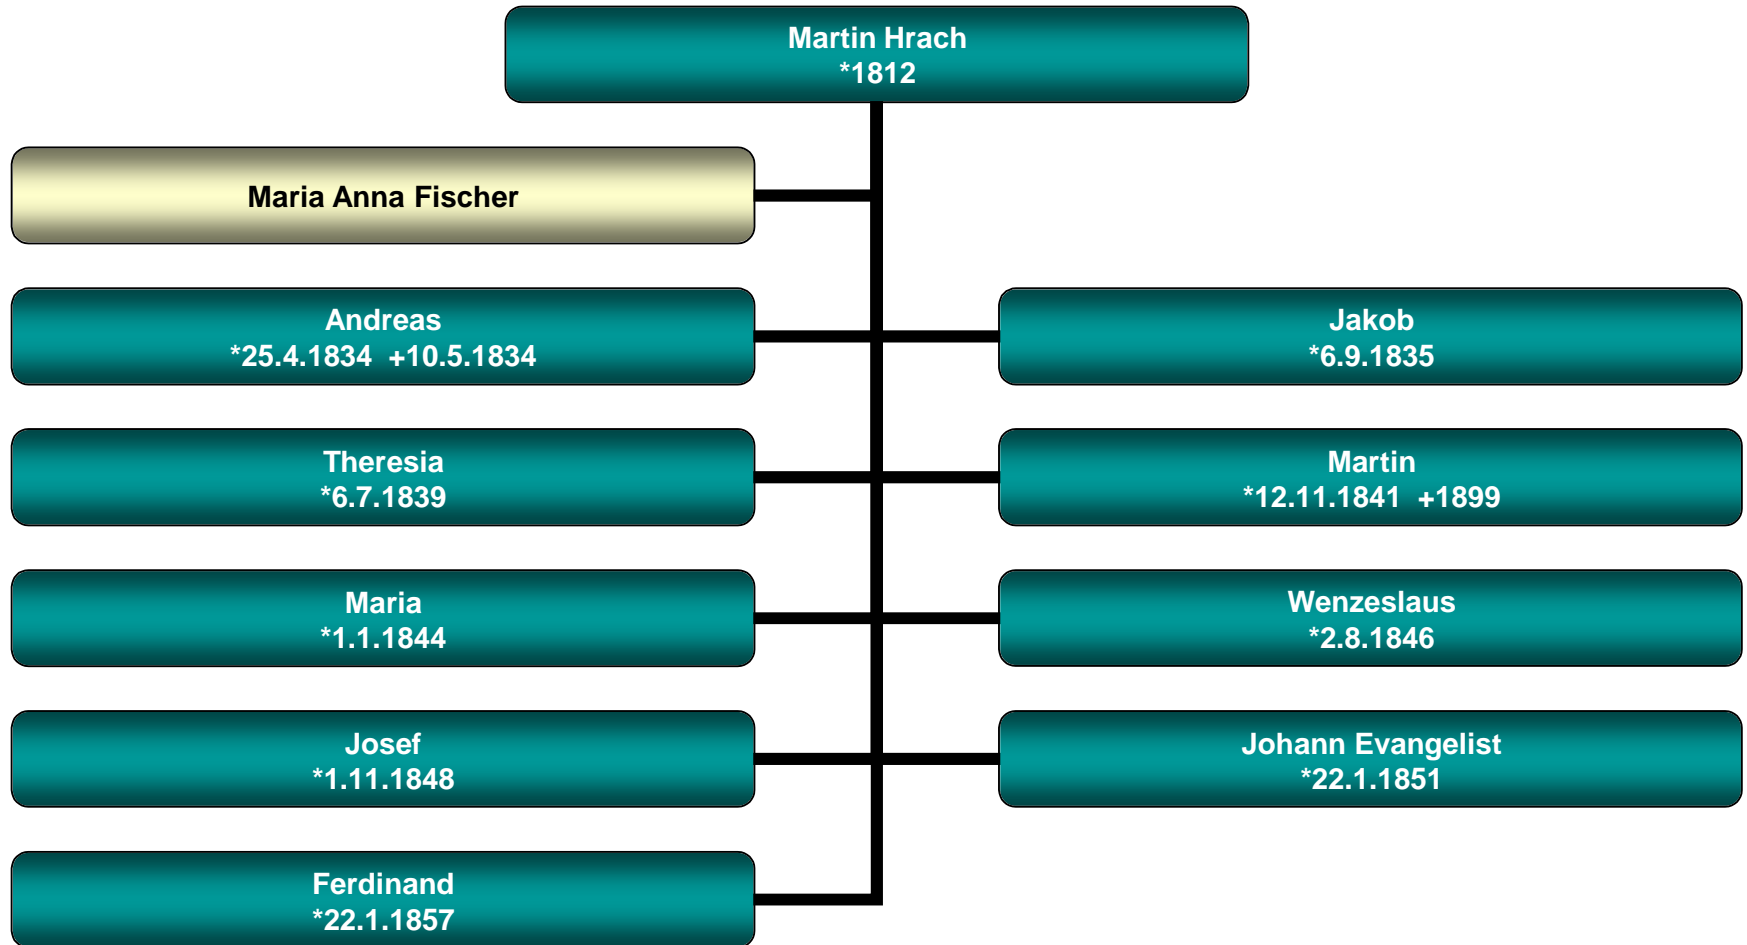 Martin Hrach
*1812
Maria Anna Fischer
Andreas
*25.4.1834  +10.5.1834
Jakob
*6.9.1835
Theresia
*6.7.1839
Martin
*12.11.1841  +1899
Maria
*1.1.1844
Wenzeslaus
*2.8.1846
Josef
*1.11.1848
Johann Evangelist
*22.1.1851
Ferdinand
*22.1.1857